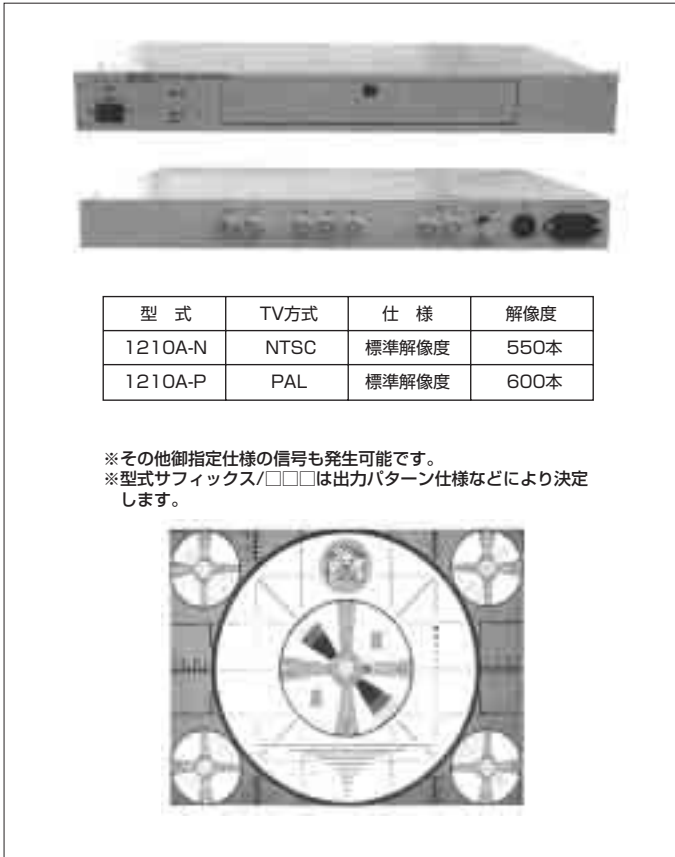 型　式 TV方式 仕　様 解像度
1210A-N NTSC 標準解像度 550本
1210A-P PAL 標準解像度 600本
※その他御指定仕様の信号も発生可能です。
※型式サフィックス/□□□は出力パターン仕様などにより決定
します。